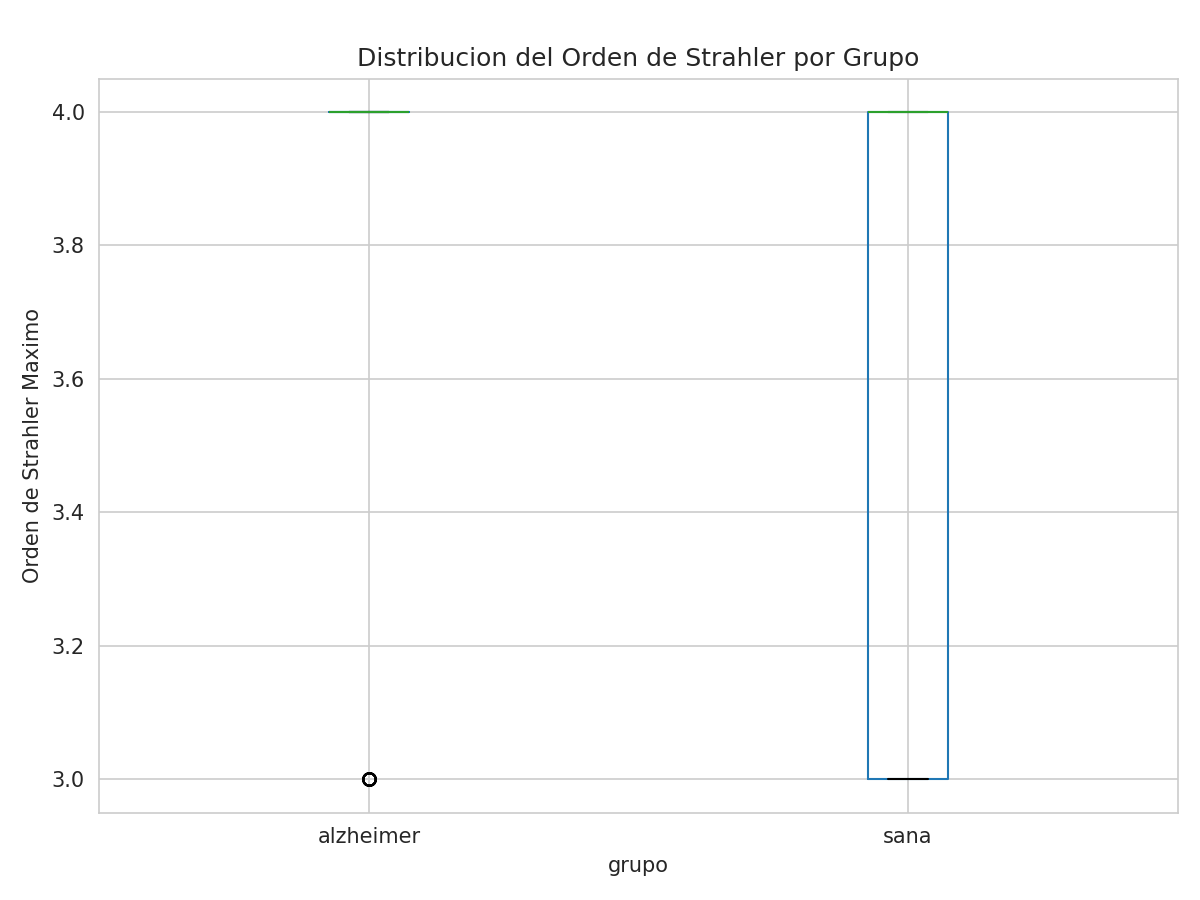 Distribucion del Orden de Strahler por Grupo
Orden de Strahler Maximo
4.0
3.8
3.6
3.4
3.2
3.0
alzheimer
sana
grupo